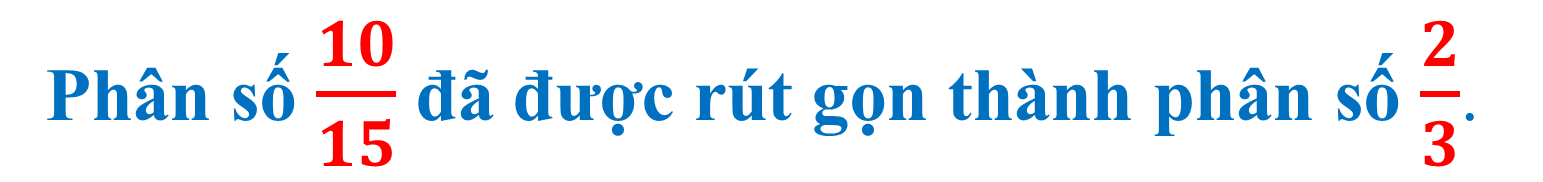 Phân số 10/15 đã được rút gọn thành phân số 2/3.